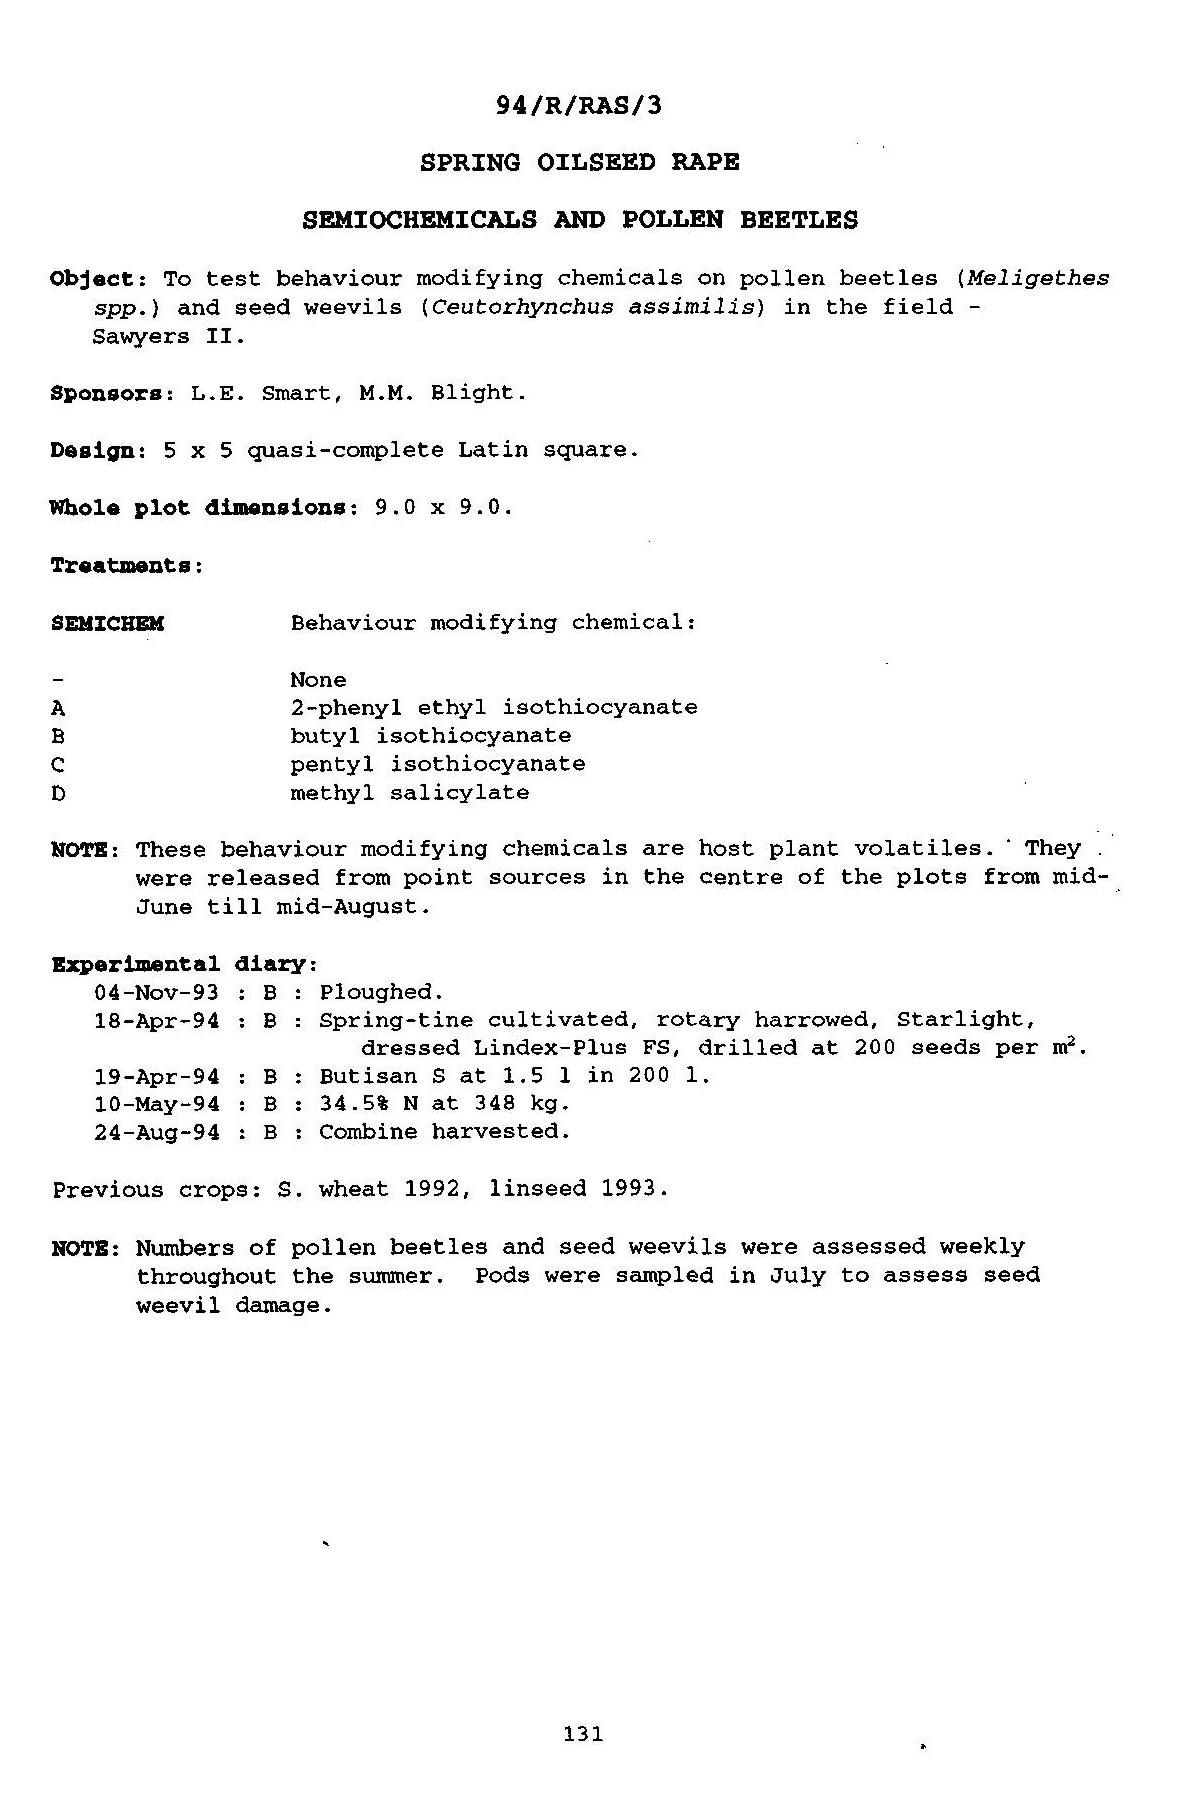 94/R/RAS/3
SPRING OILSEED RAPE
SEMIOCHEMICALS AND POLLEN BEETLES
Object: To test behaviour modifying chemicals on pollen beetles (Meligethes
spp.) and seed weevils (Ceutorhynchus assimilis) in the field -
Sawyers II.
Sponsors: L.E. Smart, M.M. Blight.
Design: 5 x 5 quasi-complete Latin square.
Whole plot dimensions: 9.0 x 9.0.
Treatments:
SEMICHEM Behaviour modifying chemical:
- None
A 2-phenyl ethyl isothiocyanate
B butyl isothiocyanate
C pentyl isothiocyanate
D methyl salicylate
NOTE: These behaviour modifying chemicals are host plant volatiles. They
were released from point sources in the centre of the plots from mid-
June till mid-August.
Experimental diary:
04-Nov-93 : B : Ploughed.
18-Apr-94 : B : Spring-tine cultivated, rotary harrowed, Starlight,
dressed Lindex-Plus FS, drilled at 200 seeds per m².
19-Apr-94 : B : Butisan S at 1.5 l in 200 l.
10-May-94 : B : 34.5% N at 348 kg.
24-Aug-94 : B : Combine harvested.
Previous crops: S. wheat 1992, linseed 1993.
NOTE: Numbers of pollen beetles and seed weevils were assessed weekly
throughout the summer. Pods were sampled in July to assess seed
weevil damage.
131